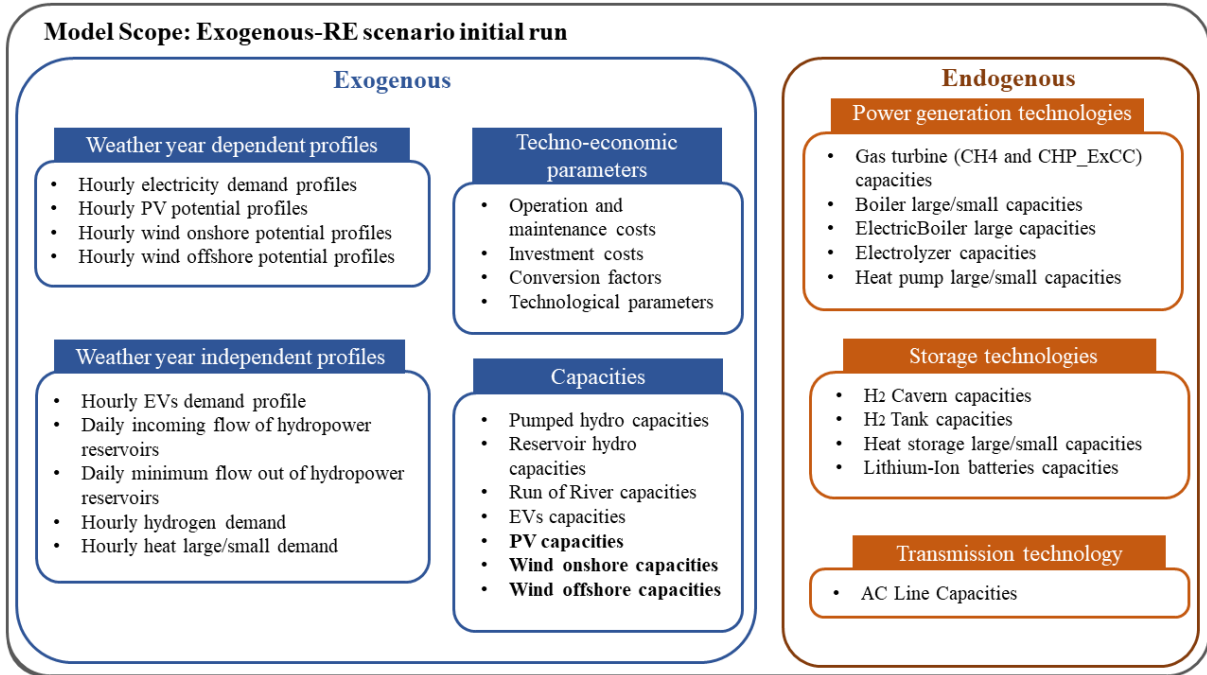 Model Scope: Exogenous-RE scenario initial run
Exogenous
Weather year dependent profiles
• Hourly electricity demand profiles
• Hourly PV potential profiles
• Hourly wind onshore potential profiles
• Hourly wind offshore potential profiles
Techno-economic
parameters
• Operation and
maintenance costs
• Investment costs
• Conversion factors
• Technological parameters
Weather year independent profiles
• Hourly EVs demand profile
• Daily incoming flow of hydropower
reservoirs
• Daily minimum flow out of hydropower
reservoirs
• Hourly hydrogen demand
• Hourly heat large/small demand
Capacities
• Pumped hydro capacities
• Reservoir hydro
capacities
• Run of River capacities
• EVs capacities
• PV capacities
• Wind onshore capacities
• Wind offshore capacities
Endogenous
Power generation technologies
• Gas turbine (CH4 and CHP_ExCC)
capacities
• Boiler large/small capacities
• ElectricBoiler large capacities
• Electrolyzer capacities
• Heat pump large/small capacities
Storage technologies
• H2 Cavern capacities
• H2 Tank capacities
• Heat storage large/small capacities
• Lithium-Ion batteries capacities
Transmission technology
• AC Line Capacities